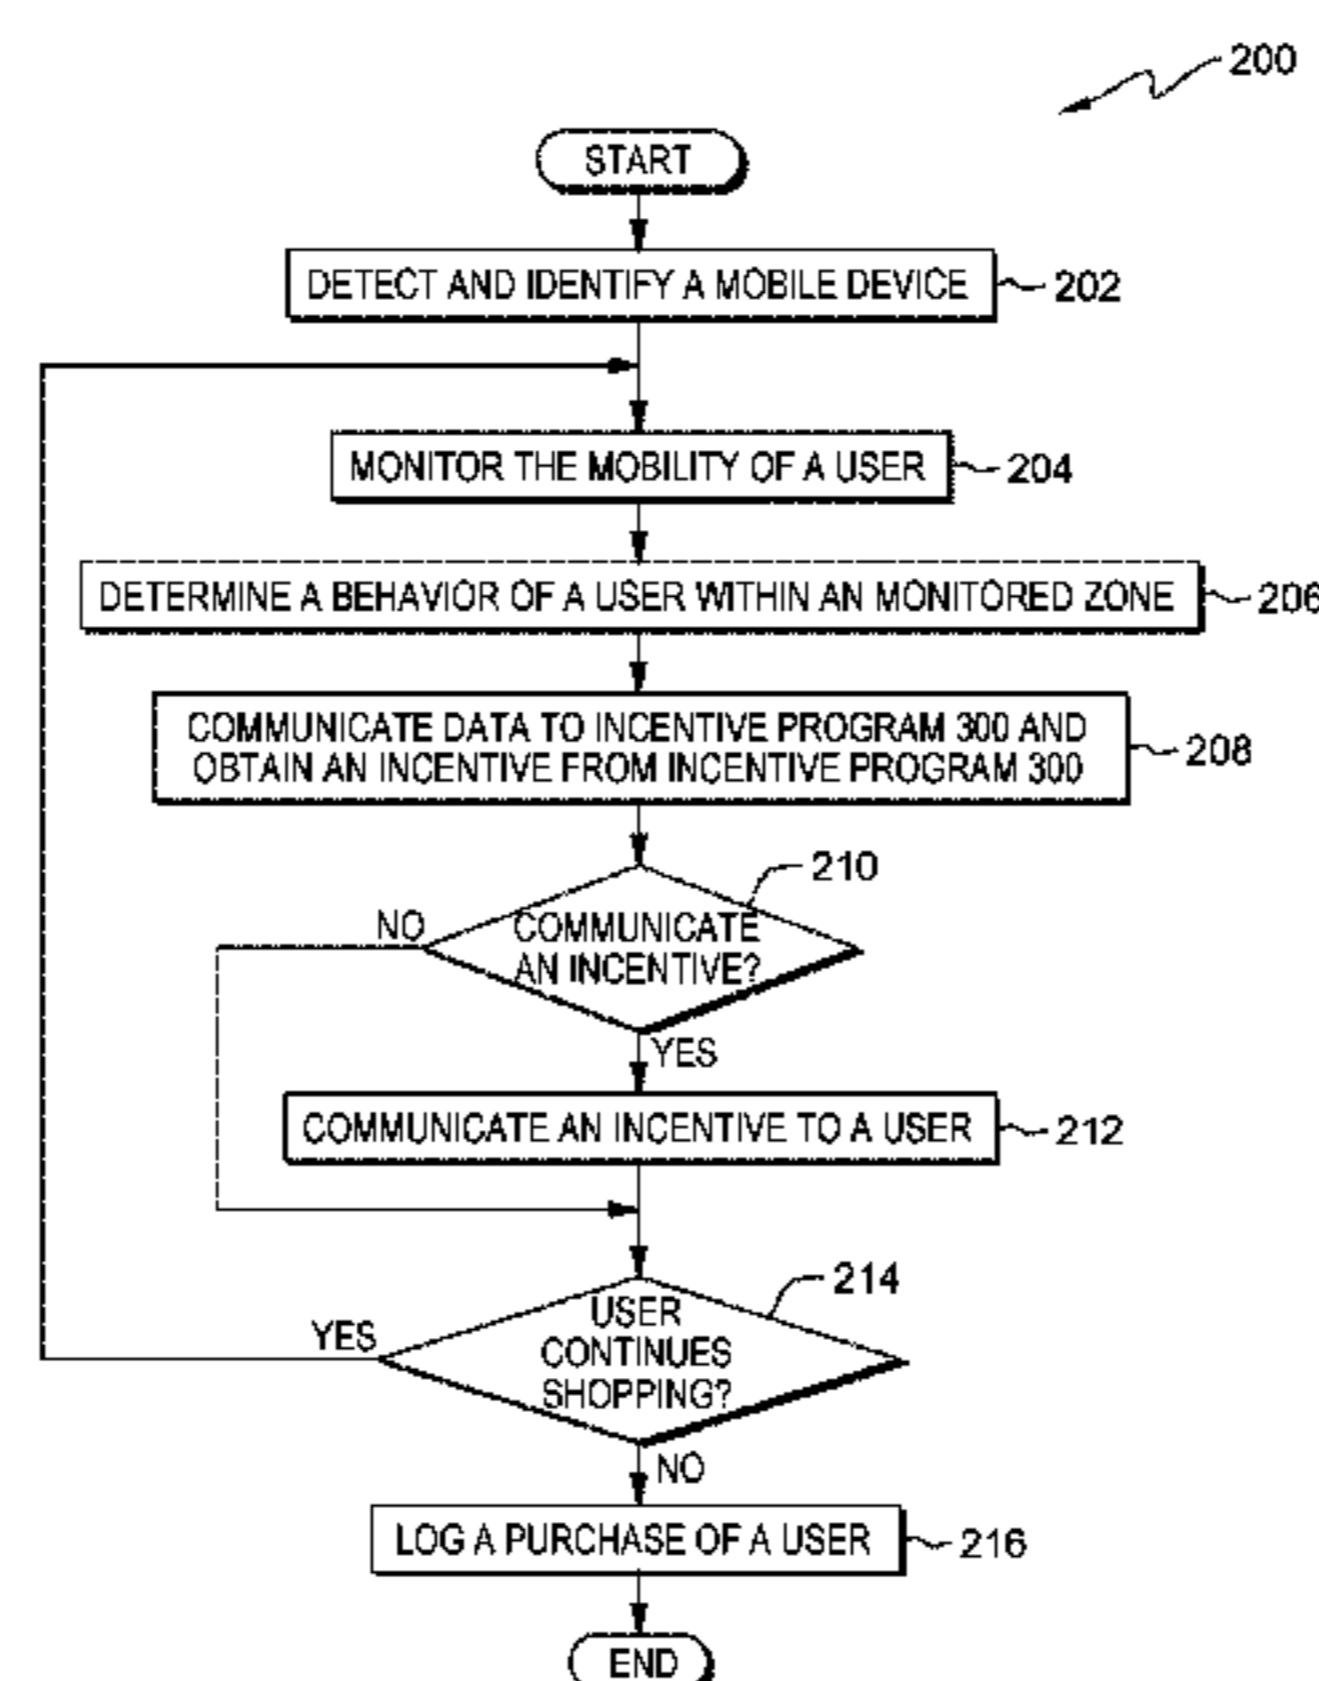 200
START
DETECT AND IDENTIFY A MOBILE DEVICE
202
MONITOR THE MOBILITY OF A USER
204
DETERMINE A BEHAVIOR OF A USER WITHIN AN MONITORED ZONE
206
COMMUNICATE DATA TO INCENTIVE PROGRAM 300 AND
OBTAIN AN INCENTIVE FROM INCENTIVE PROGRAM 300
208
210
NO
COMMUNICATE
AN INCENTIVE?
YES
COMMUNICATE AN INCENTIVE TO A USER
212
214
YES
USER
CONTINUES
SHOPPING?
NO
LOG A PURCHASE OF A USER
216
END